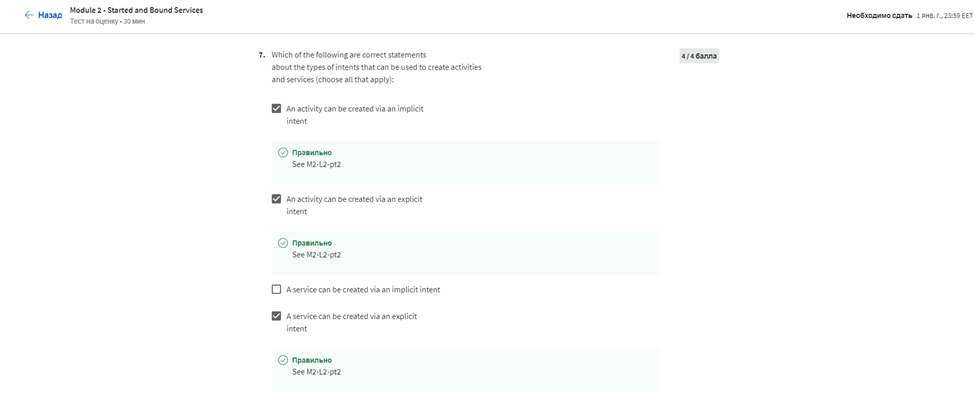 Назад
Module 2 - Started and Bound Services
Тест на оценку • 30 мин
Необходимо сдать 1 янв. г., 23:59 EET
7. Which of the following are correct statements
about the types of intents that can be used to create activities
and services (choose all that apply):
4 / 4 балла
An activity can be created via an implicit
intent
Правильно
See M2-L2-pt2
An activity can be created via an explicit
intent
Правильно
See M2-L2-pt2
A service can be created via an implicit intent
A service can be created via an explicit
intent
Правильно
See M2-L2-pt2